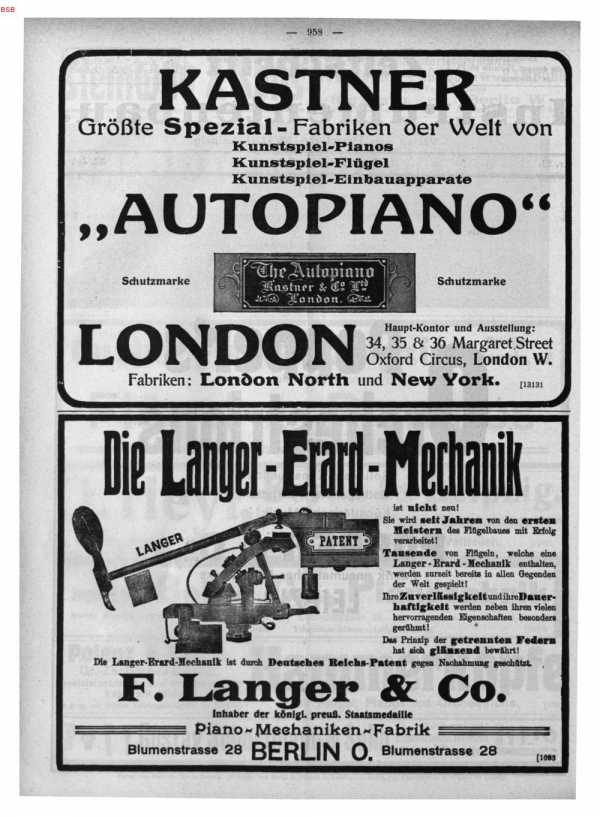 BSB
— 958 —
KASTNER
Größte Spezial-Fabriken der Welt von
Kunstspiel-Pianos
Kunstspiel-Flügel
Kunstspiel-Einbauapparate
„AUTOPIANO“
Schutzmarke
The Autopiano
Kastner & Co Ltd
London.
Schutzmarke
LONDON
Haupt-Kontor und Ausstellung:
34, 35 & 36 Margaret Street
Oxford Circus, London W.
Fabriken: London North und New York.
[13131
Die Langer-Erard-Mechanik
LANGER
PATENT
ist nicht neu!
Sie wird seit Jahren von den ersten
Meistern des Flügelbaues mit Erfolg
verarbeitet!
Tausende von Flügeln, welche eine
Langer-Erard-Mechanik enthalten,
werden zurzeit bereits in allen Gegenden
der Welt gespielt!
Ihre Zuverlässigkeit und ihre Dauer-
haftigkeit werden neben ihren vielen
hervorragenden Eigenschaften besonders
gerühmt!
Das Prinzip der getrennten Federn
hat sich glänzend bewährt!
Die Langer-Erard-Mechanik ist durch Deutsches Reichs-Patent gegen Nachahmung geschützt.
F. Langer & Co.
Inhaber der königl. preuß. Staatsmedaille
Piano-Mechaniken-Fabrik
Blumenstrasse 28 BERLIN O. Blumenstrasse 28